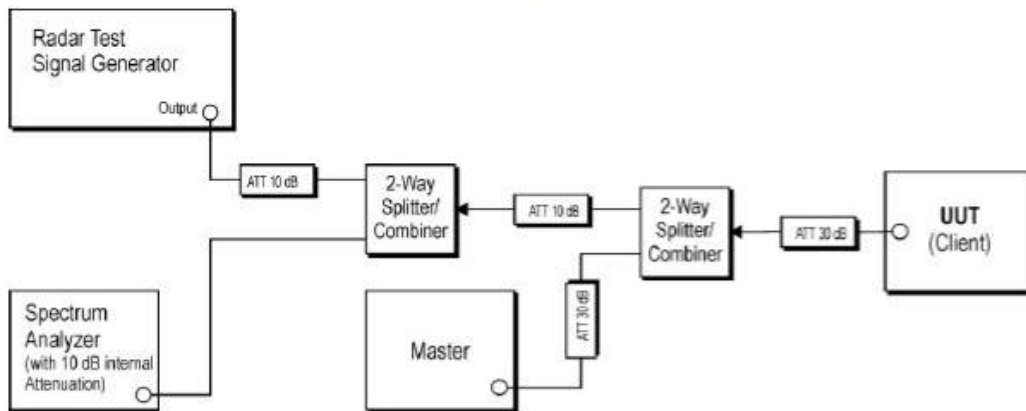 Radar Test
Signal Generator
Output
ATT 10 dB
2-Way
Splitter/
Combiner
ATT 10 dB
2-Way
Splitter/
Combiner
ATT 30 dB
UUT
(Client)
Spectrum
Analyzer
(with 10 dB internal
Attenuation)
Master
ATT 30 dB